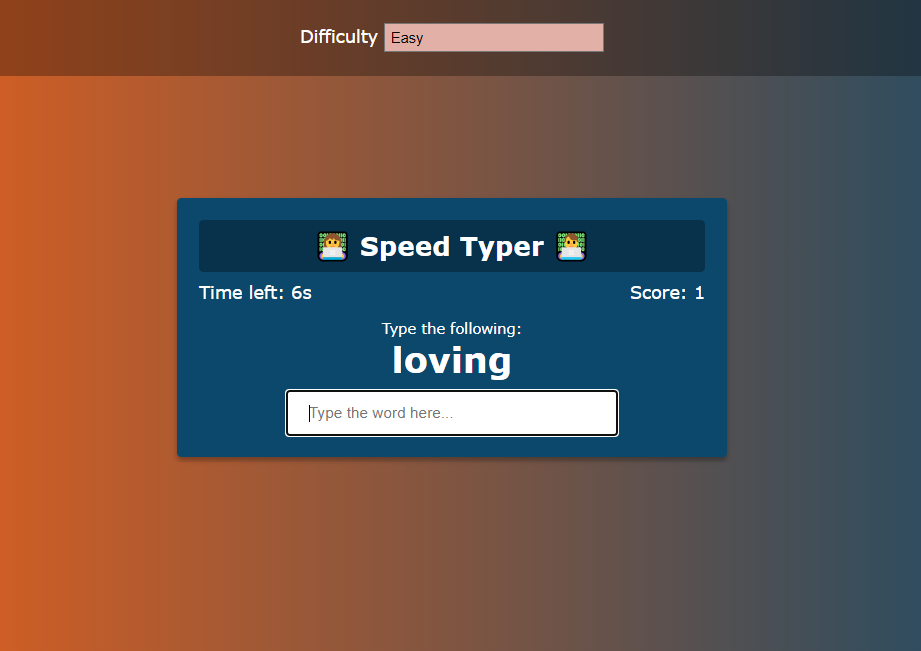 Difficulty Easy
Speed Typer
Time left: 6s Score: 1
Type the following:
loving
Type the word here...